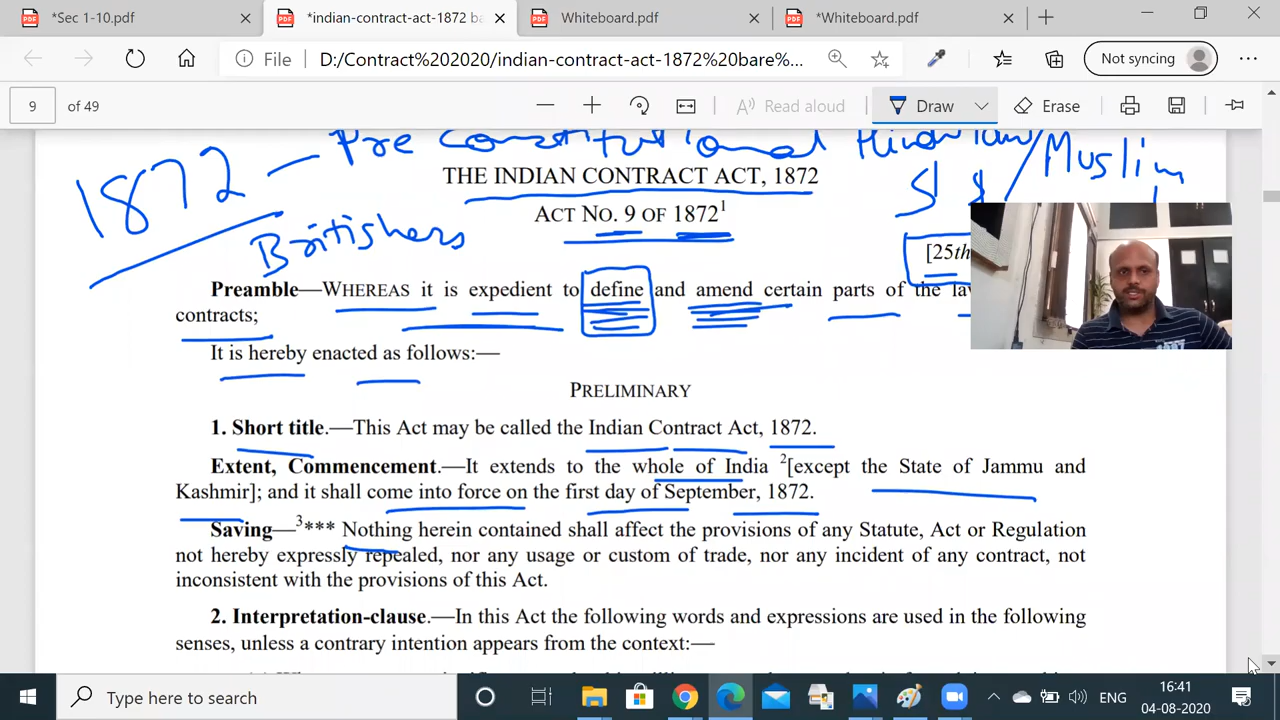 *Sec 1-10.pdf
*indian-contract-act-1872 ba
Whiteboard.pdf
*Whiteboard.pdf
File
D:/Contract%202020/indian-contract-act-1872%20bare%...
Not syncing
9 of 49
Read aloud
Draw
Erase
1872 – Pre Constitutional Hindu law/Muslim
THE INDIAN CONTRACT ACT, 1872
ACT NO. 9 OF 1872¹
Britishers
[25th
Preamble—WHEREAS it is expedient to define and amend certain parts of the
contracts;
It is hereby enacted as follows:—
PRELIMINARY
1. Short title.—This Act may be called the Indian Contract Act, 1872.
Extent, Commencement.—It extends to the whole of India ²[except the State of Jammu and
Kashmir]; and it shall come into force on the first day of September, 1872.
Saving—³*** Nothing herein contained shall affect the provisions of any Statute, Act or Regulation
not hereby expressly repealed, nor any usage or custom of trade, nor any incident of any contract, not
inconsistent with the provisions of this Act.
2. Interpretation-clause.—In this Act the following words and expressions are used in the following
senses, unless a contrary intention appears from the context:—
Type here to search
ENG
16:41
04-08-2020